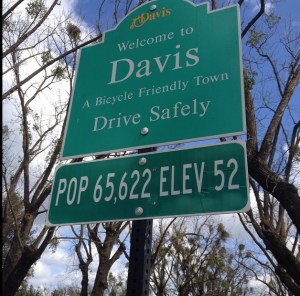 Davis
Welcome to
Davis
A Bicycle Friendly Town
Drive Safely
POP 65,622 ELEV 52